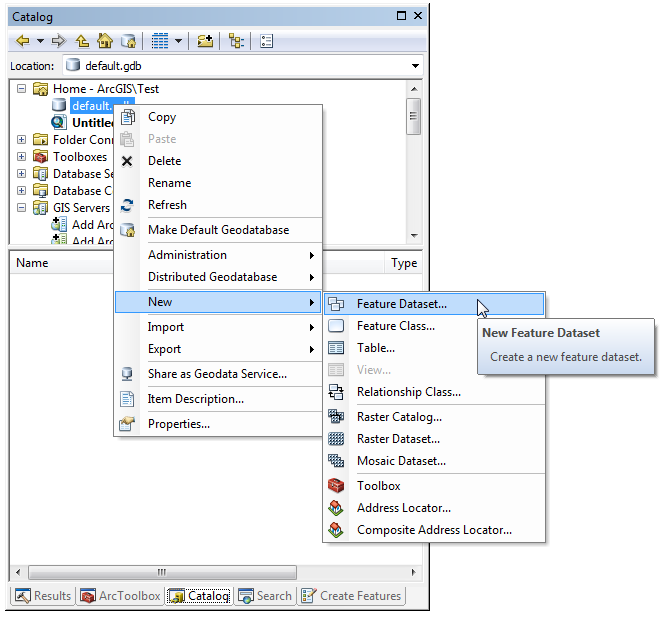 Catalog
Location: default.gdb
Home - ArcGIS\Test
default.
Untitle
Folder Conn
Toolboxes
Database Se
Database C
GIS Servers
Add Arc
Add Arc
Name Type
Copy
Paste
Delete
Rename
Refresh
Make Default Geodatabase
Administration
Distributed Geodatabase
New
Import
Export
Share as Geodata Service...
Item Description...
Properties...
Feature Dataset...
Feature Class...
Table...
View...
Relationship Class...
Raster Catalog...
Raster Dataset...
Mosaic Dataset...
Toolbox
Address Locator...
Composite Address Locator...
New Feature Dataset
Create a new feature dataset.
Results ArcToolbox Catalog Search Create Features